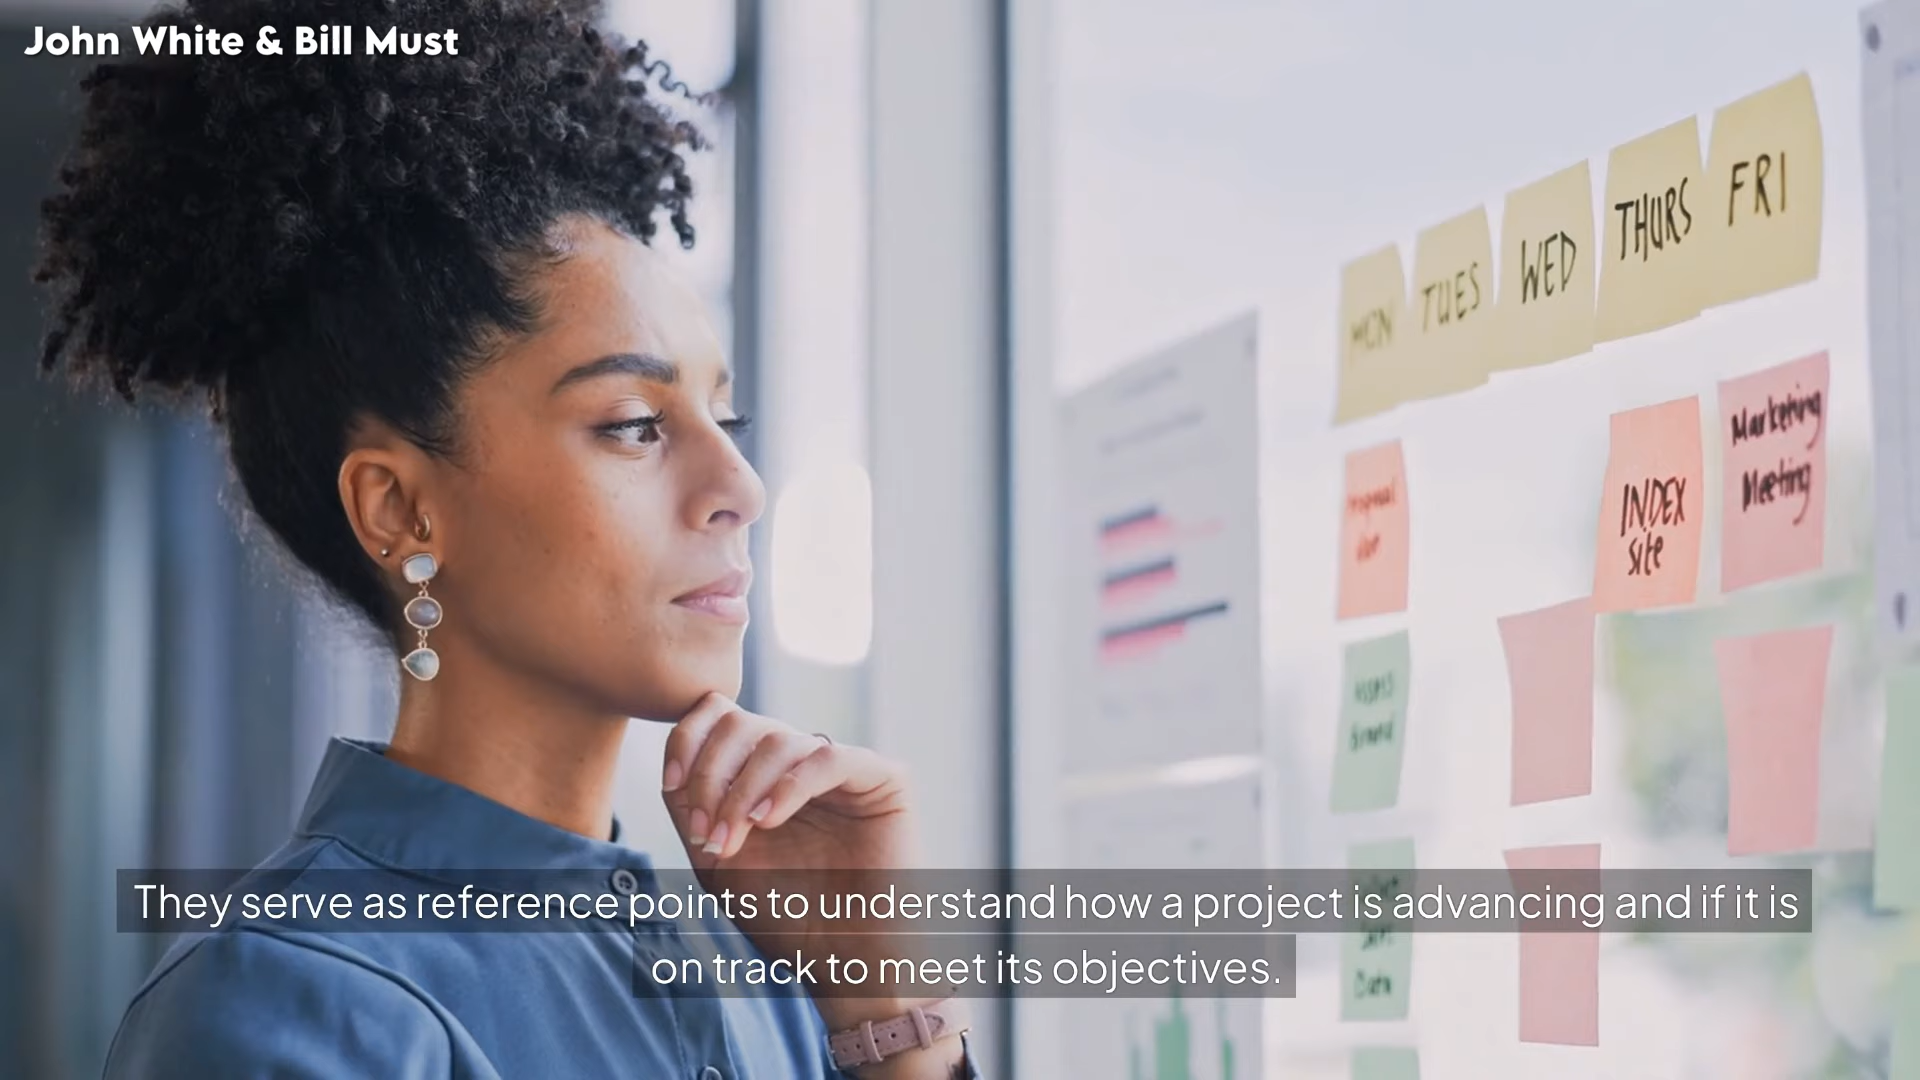 John White & Bill Must
MON
TUES
WED
THURS
FRI
INDEX
site
Marketing
Meeting
They serve as reference points to understand how a project is advancing and if it is
on track to meet its objectives.
Data